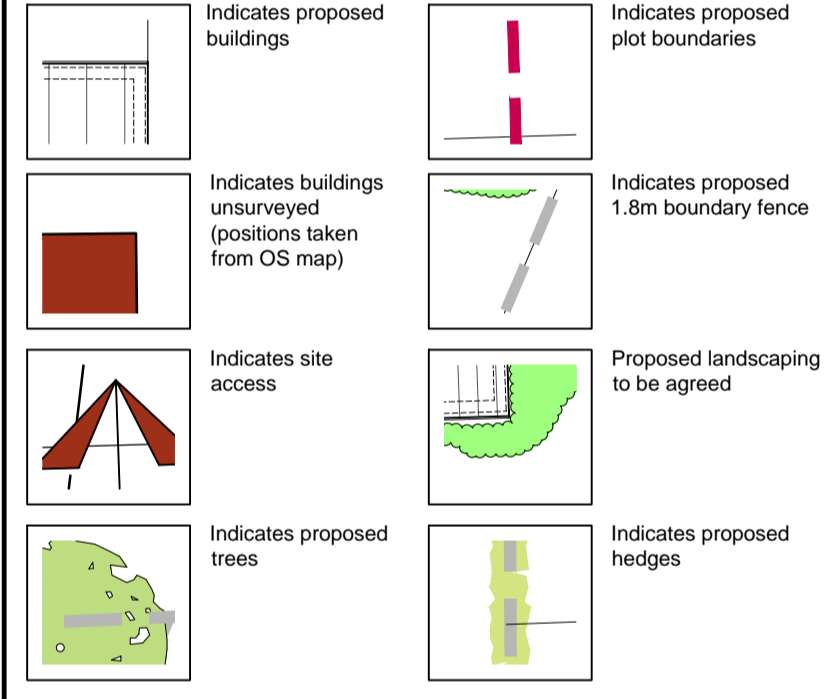 Indicates proposed
buildings
Indicates proposed
plot boundaries
Indicates buildings
unsurveyed
(positions taken
from OS map)
Indicates proposed
1.8m boundary fence
Indicates site
access
Proposed landscaping
to be agreed
Indicates proposed
trees
Indicates proposed
hedges